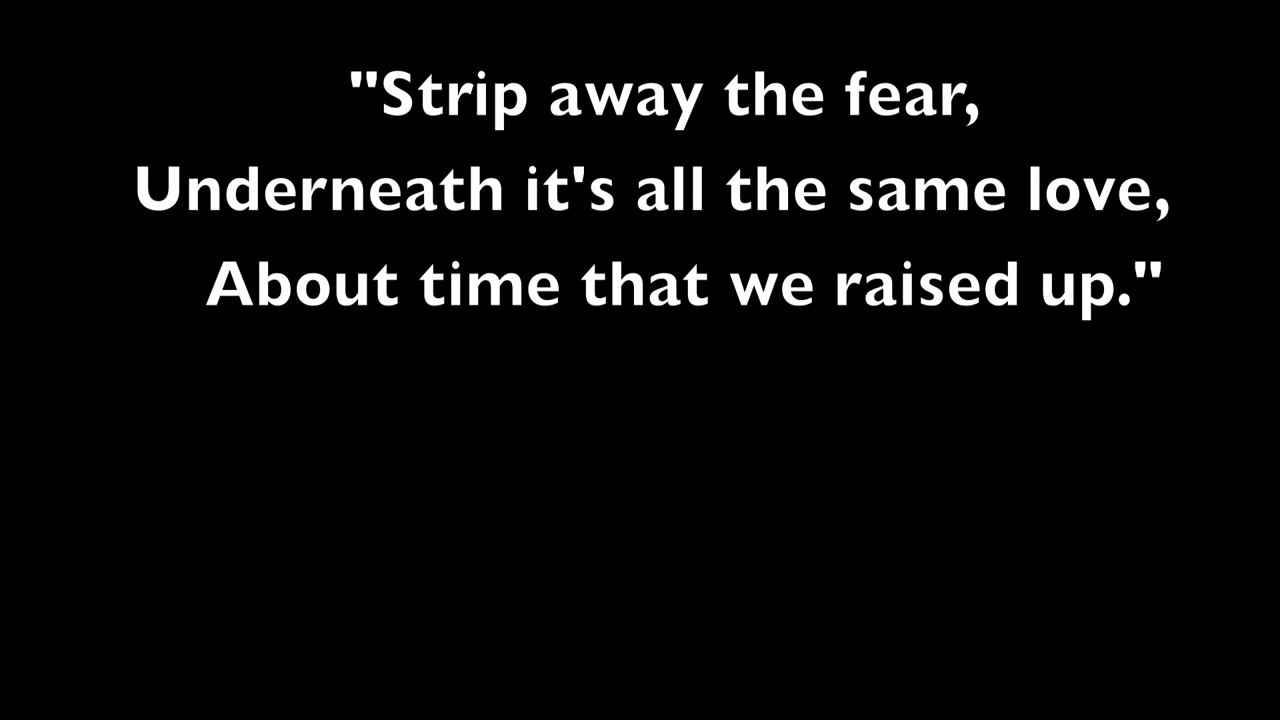 "Strip away the fear,
Underneath it's all the same love,
About time that we raised up."